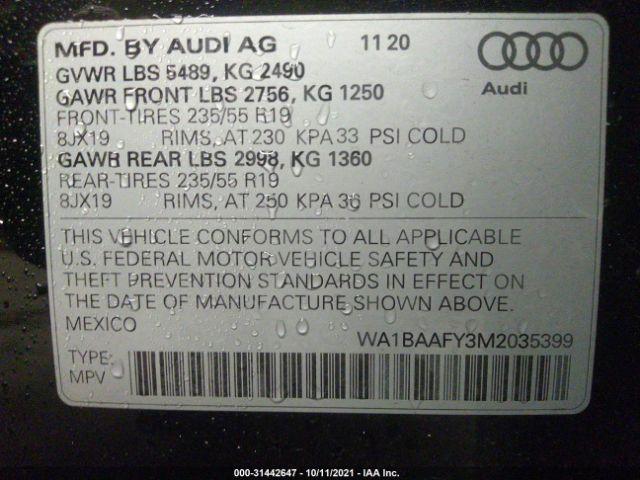 MFD. BY AUDI AG 11 20
GVWR LBS 5489, KG 2490
GAWR FRONT LBS 2756, KG 1250
FRONT-TIRES 235/55 R19
8JX19 RIMS, AT 230 KPA 33 PSI COLD
GAWR REAR LBS 2998, KG 1360
REAR-TIRES 235/55 R19
8JX19 RIMS, AT 250 KPA 36 PSI COLD
Audi
THIS VEHICLE CONFORMS TO ALL APPLICABLE
U.S. FEDERAL MOTOR VEHICLE SAFETY AND
THEFT PREVENTION STANDARDS IN EFFECT ON
THE DATE OF MANUFACTURE SHOWN ABOVE.
MEXICO WA1BAAFY3M2035399
TYPE:
MPV
000-31442647 - 10/11/2021 - IAA Inc.